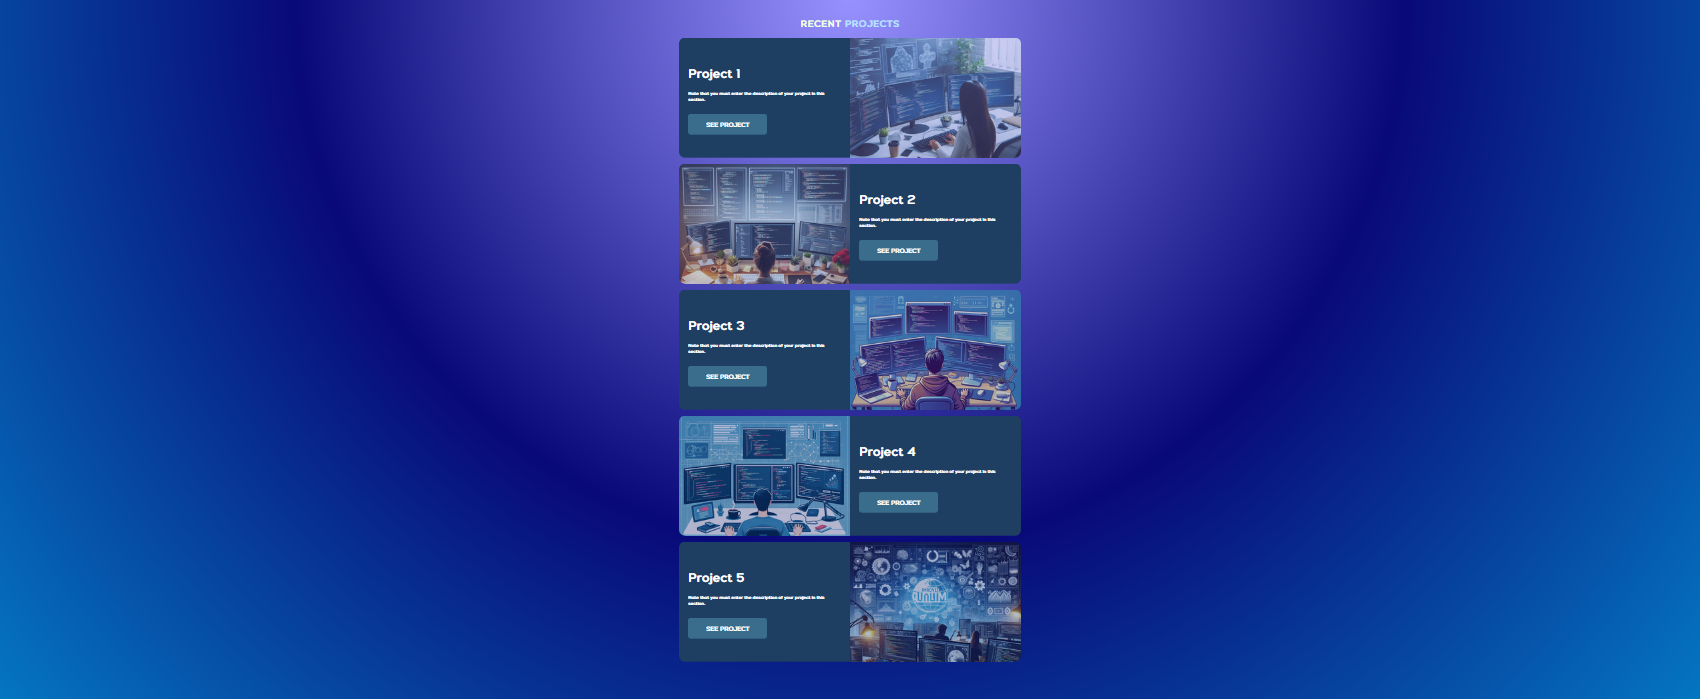 RECENT PROJECTS
Project 1
Note that you must enter the description of your project in this
section.
SEE PROJECT
Project 2
Note that you must enter the description of your project in this
section.
SEE PROJECT
Project 3
Note that you must enter the description of your project in this
section.
SEE PROJECT
Project 4
Note that you must enter the description of your project in this
section.
SEE PROJECT
Project 5
Note that you must enter the description of your project in this
section.
SEE PROJECT